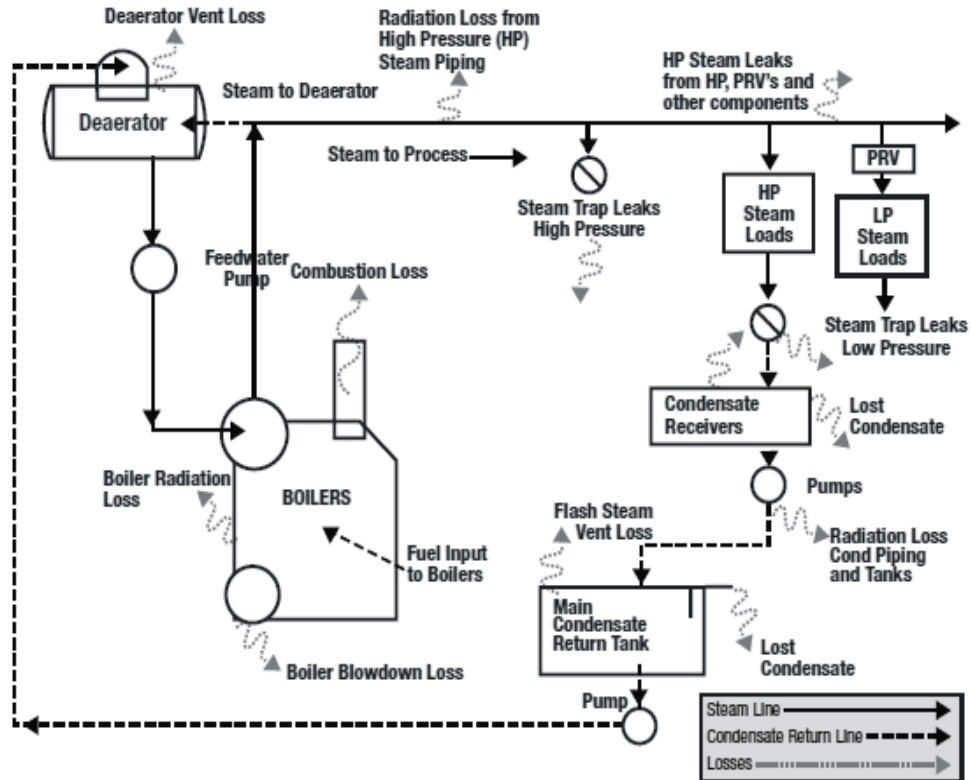 Deaerator Vent Loss
Radiation Loss from
High Pressure (HP)
Steam Piping
HP Steam Leaks
from HP, PRV's and
other components
Steam to Deaerator
Deaerator
Steam to Process
PRV
Steam Trap Leaks
High Pressure
HP
Steam
Loads
LP
Steam
Loads
Feedwater
Pump
Combustion Loss
Steam Trap Leaks
Low Pressure
Condensate
Receivers
Lost
Condensate
Boiler Radiation
Loss
BOILERS
Pumps
Flash Steam
Vent Loss
Radiation Loss
Cond Piping
and Tanks
Fuel Input
to Boilers
Main
Condensate
Return Tank
Lost
Condensate
Boiler Blowdown Loss
Pump
Steam Line
Condensate Return Line
Losses